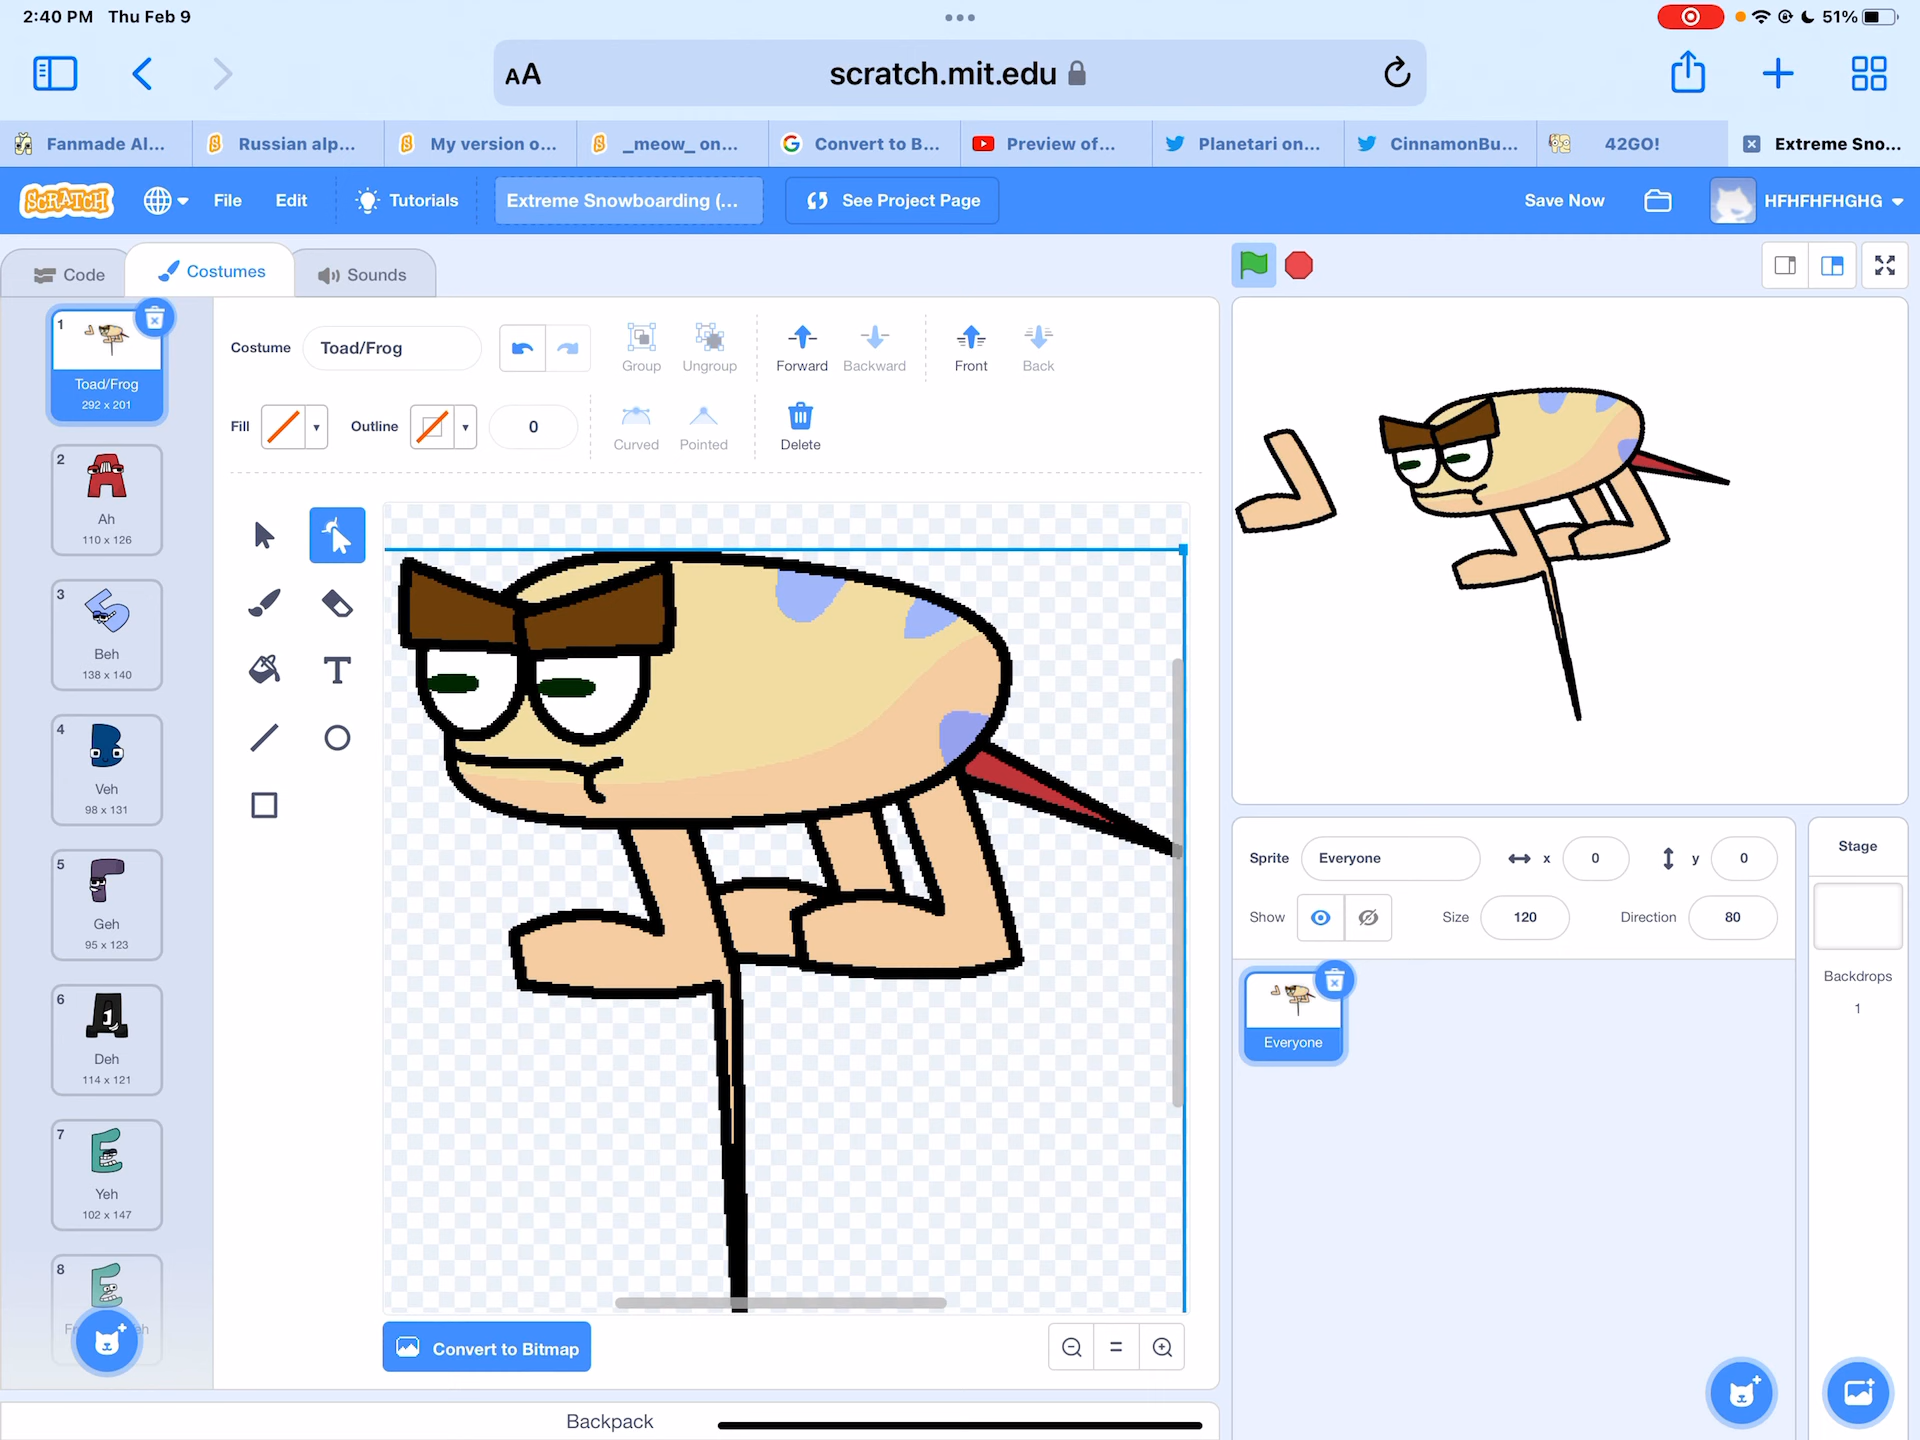 2:40 PM Thu Feb 9
51%
AA scratch.mit.edu
Fanmade Al... Russian alp... My version o... _meow_ on... Convert to B... Preview of... Planetari on... CinnamonBu... 42GO! Extreme Sno...
SCRATCH File Edit Tutorials Extreme Snowboarding (... See Project Page Save Now HFHFHFHGHG
Code Costumes Sounds
1
Toad/Frog
292 x 201
2
Ah
110 x 126
3
Beh
138 x 140
4
Veh
98 x 131
5
Geh
95 x 123
6
Deh
114 x 121
7
Yeh
102 x 147
8
Costume Toad/Frog
Group Ungroup Forward Backward Front Back
Fill Outline 0
Curved Pointed Delete
T
Convert to Bitmap
=
Backpack
Sprite Everyone x 0 y 0
Show Size 120 Direction 80
Everyone
Stage
Backdrops
1